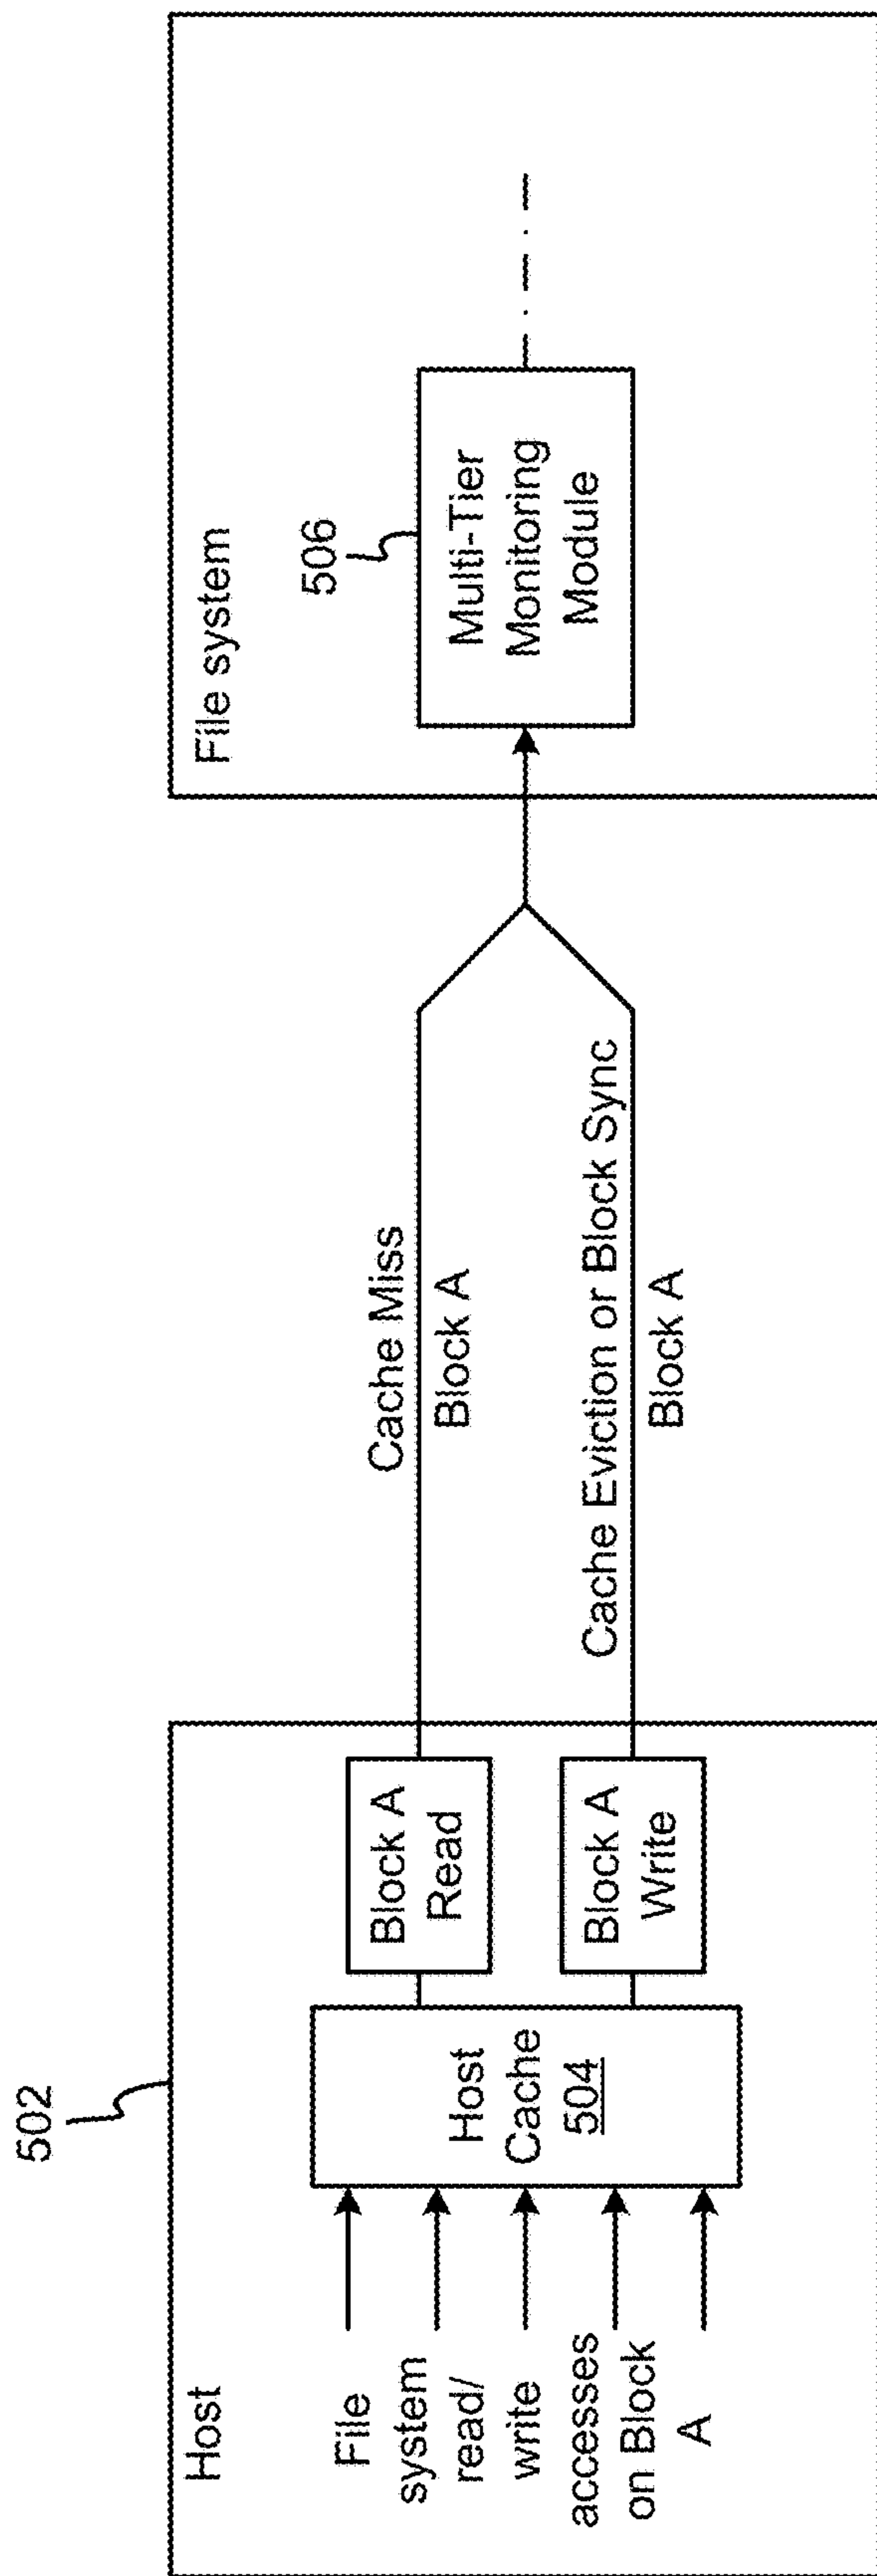 502
Host
File
system
read/
write
accesses
on Block
A
Host
Cache
504
Block A
Read
Block A
Write
Cache Miss
Block A
Cache Eviction or Block Sync
Block A
File system
506
Multi-Tier
Monitoring
Module